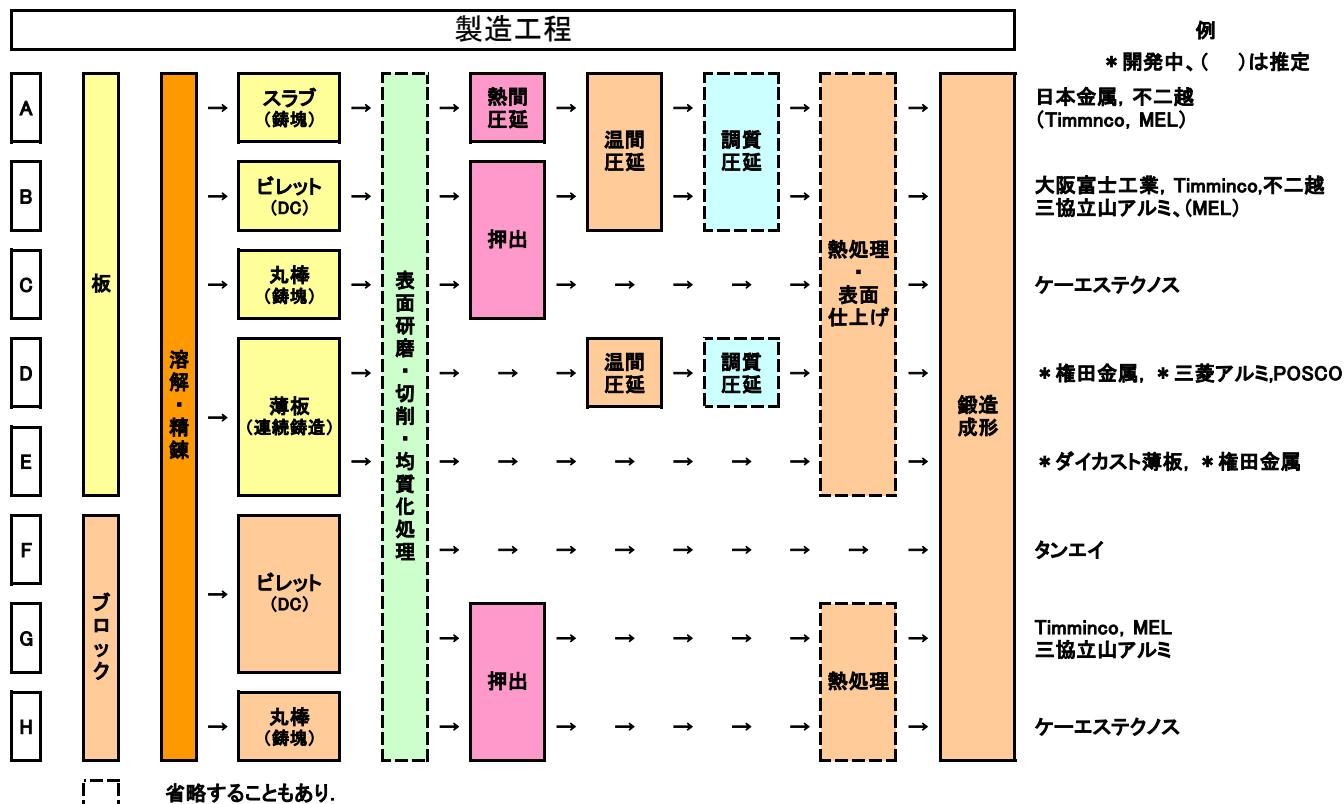 製造工程
例
＊開発中、(　)は推定
A
スラブ
(鋳塊)
熱間
圧延
日本金属, 不二越
(Timmnco, MEL)
温間
圧延
調質
圧延
B
ビレット
(DC)
押出
大阪富士工業, Timminco,不二越
三協立山アルミ、(MEL)
板
C
丸棒
(鋳塊)
表面研磨・切削・均質化処理
熱処理
・
表面
仕上げ
ケーエステクノス
溶解・精錬
D
薄板
(連続鋳造)
温間
圧延
調質
圧延
鍛造
成形
＊権田金属, ＊三菱アルミ,POSCO
E
＊ダイカスト薄板, ＊権田金属
F
ビレット
(DC)
タンエイ
ブロック
G
押出
熱処理
Timminco, MEL
三協立山アルミ
H
丸棒
(鋳塊)
ケーエステクノス
省略することもあり.